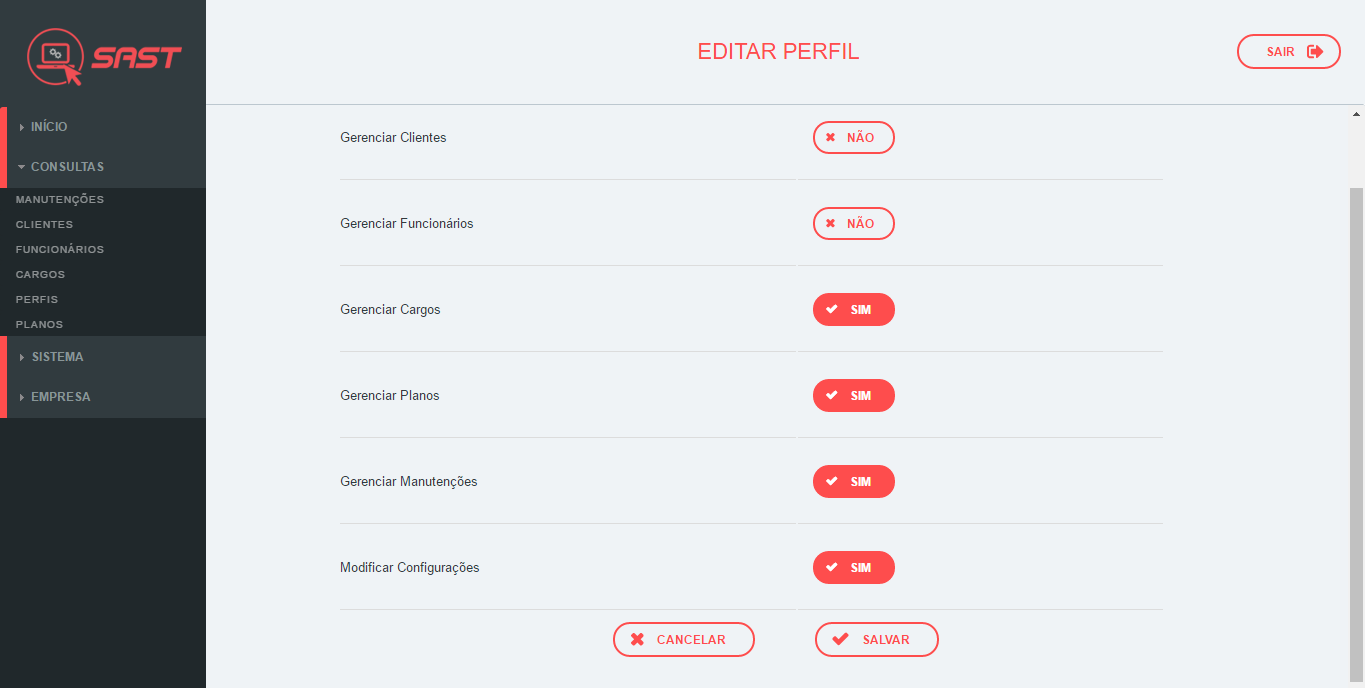 SAST
EDITAR PERFIL
SAIR
INÍCIO
CONSULTAS
MANUTENÇÕES
CLIENTES
FUNCIONÁRIOS
CARGOS
PERFIS
PLANOS
SISTEMA
EMPRESA
Gerenciar Clientes NÃO
Gerenciar Funcionários NÃO
Gerenciar Cargos SIM
Gerenciar Planos SIM
Gerenciar Manutenções SIM
Modificar Configurações SIM
CANCELAR SALVAR